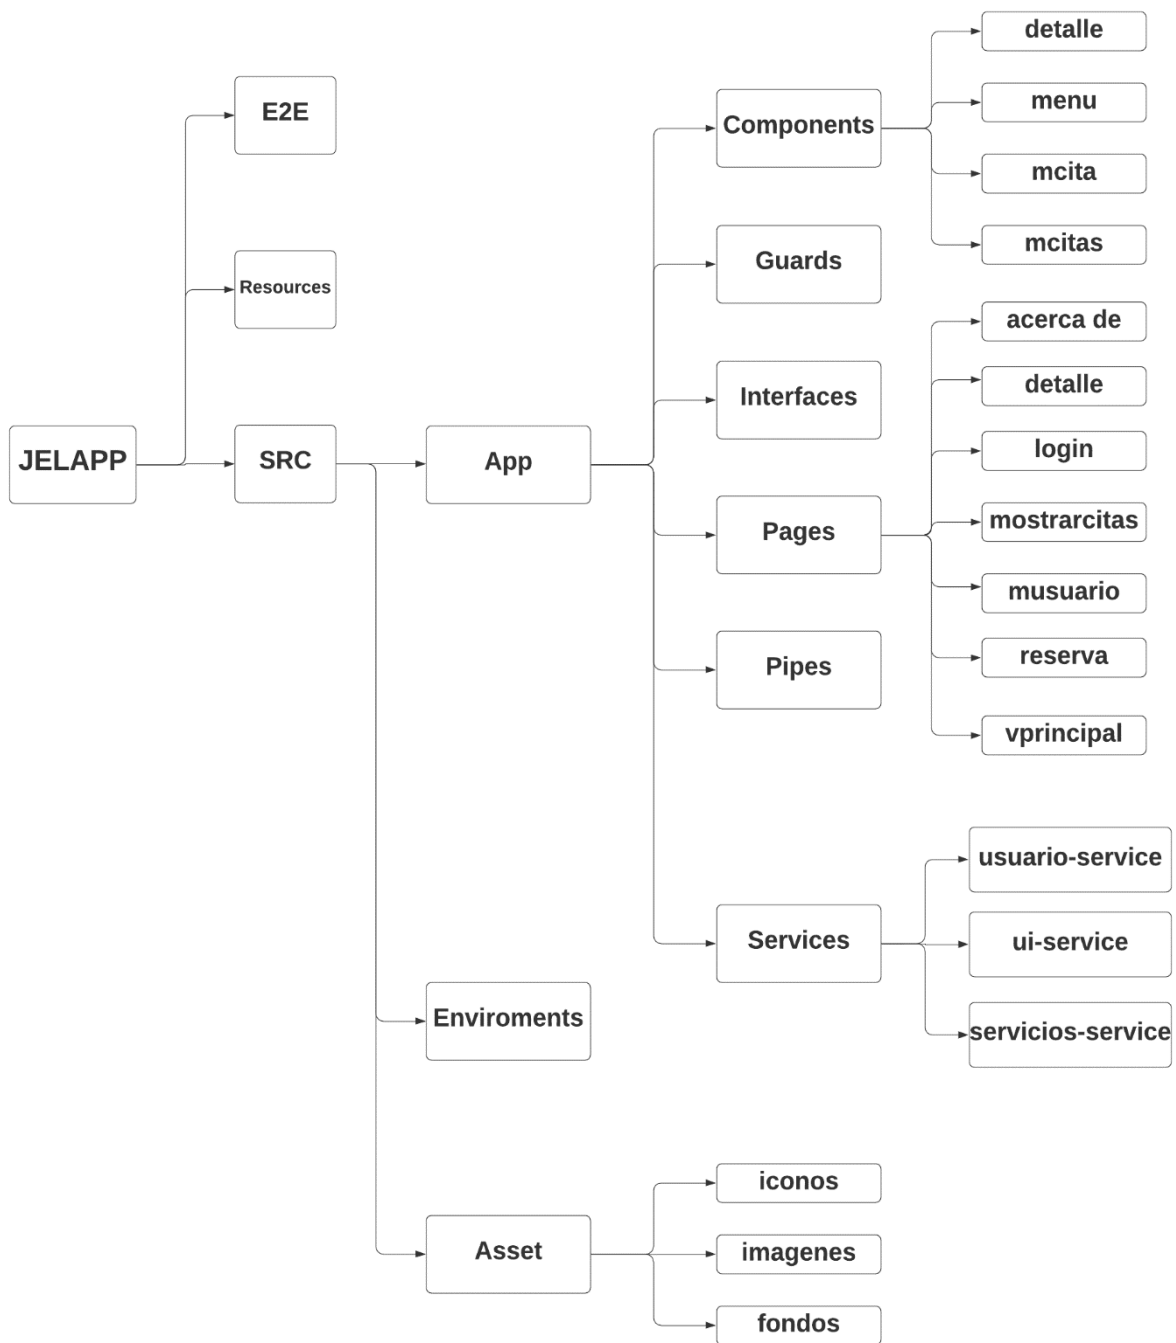 JELAPP
E2E
Resources
SRC
App
Enviroments
Asset
Components
Guards
Interfaces
Pages
Pipes
Services
iconos
imagenes
fondos
detalle
menu
mcita
mcitas
acerca de
detalle
login
mostrarcitas
musuario
reserva
vprincipal
usuario-service
ui-service
servicios-service